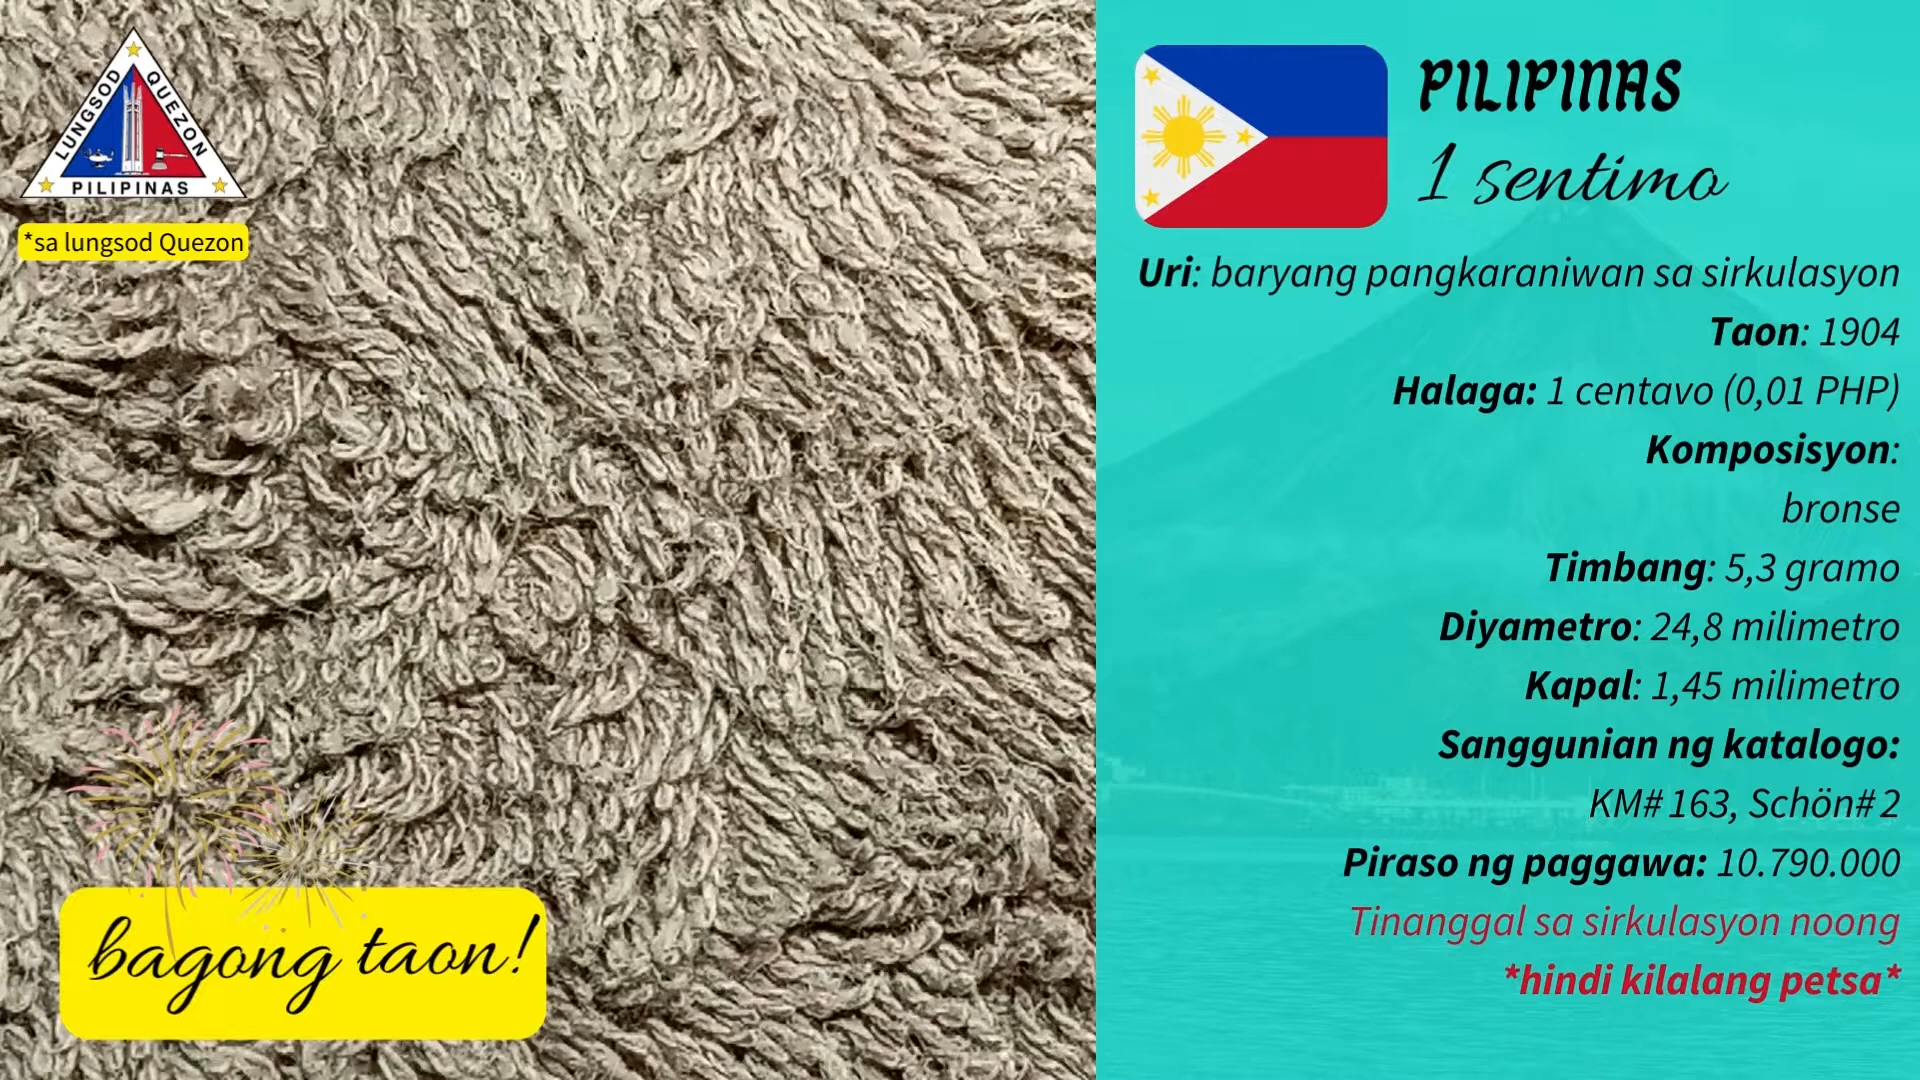 LUNGSOD QUEZON
PILIPINAS
*sa lungsod Quezon
bagong taon!
PILIPINAS
1 sentimo
Uri: baryang pangkaraniwan sa sirkulasyon
Taon: 1904
Halaga: 1 centavo (0,01 PHP)
Komposisyon:
bronse
Timbang: 5,3 gramo
Diyametro: 24,8 milimetro
Kapal: 1,45 milimetro
Sanggunian ng katalogo:
KM# 163, Schön# 2
Piraso ng paggawa: 10.790.000
Tinanggal sa sirkulasyon noong
*hindi kilalang petsa*